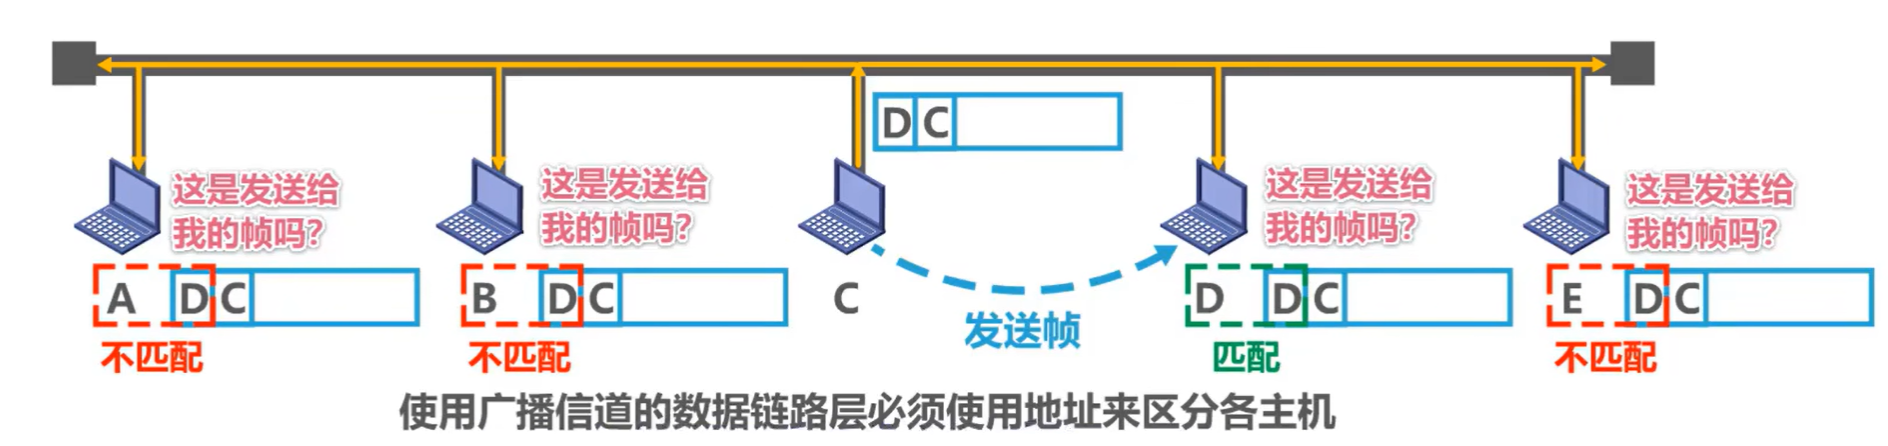 D C
这是发送给
我的帧吗?
这是发送给
我的帧吗?
这是发送给
我的帧吗?
这是发送给
我的帧吗?
A D C
B D C
C
D D C
E D C
发送帧
不匹配
不匹配
匹配
不匹配
使用广播信道的数据链路层必须使用地址来区分各主机